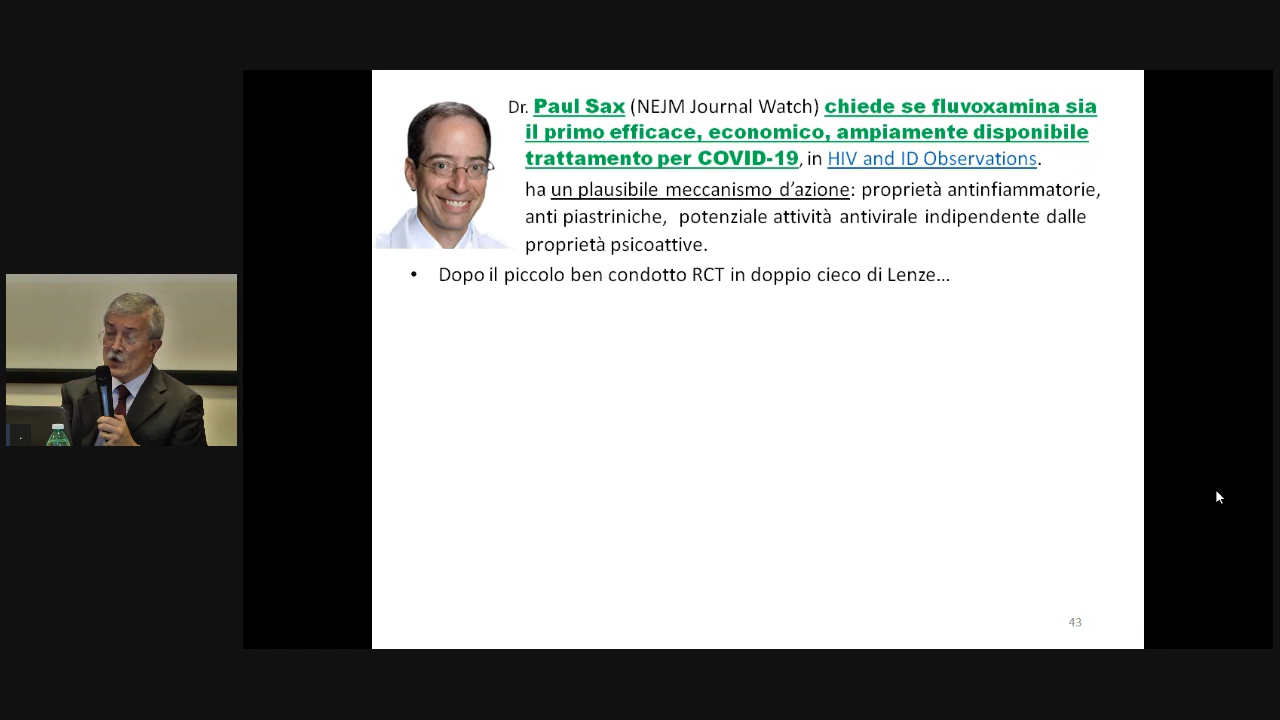 Dr. Paul Sax (NEJM Journal Watch) chiede se fluvoxamina sia
il primo efficace, economico, ampiamente disponibile
trattamento per COVID-19, in HIV and ID Observations.
ha un plausibile meccanismo d’azione: proprietà antinfiammatorie,
anti piastriniche, potenziale attività antivirale indipendente dalle
proprietà psicoattive.
• Dopo il piccolo ben condotto RCT in doppio cieco di Lenze…
43